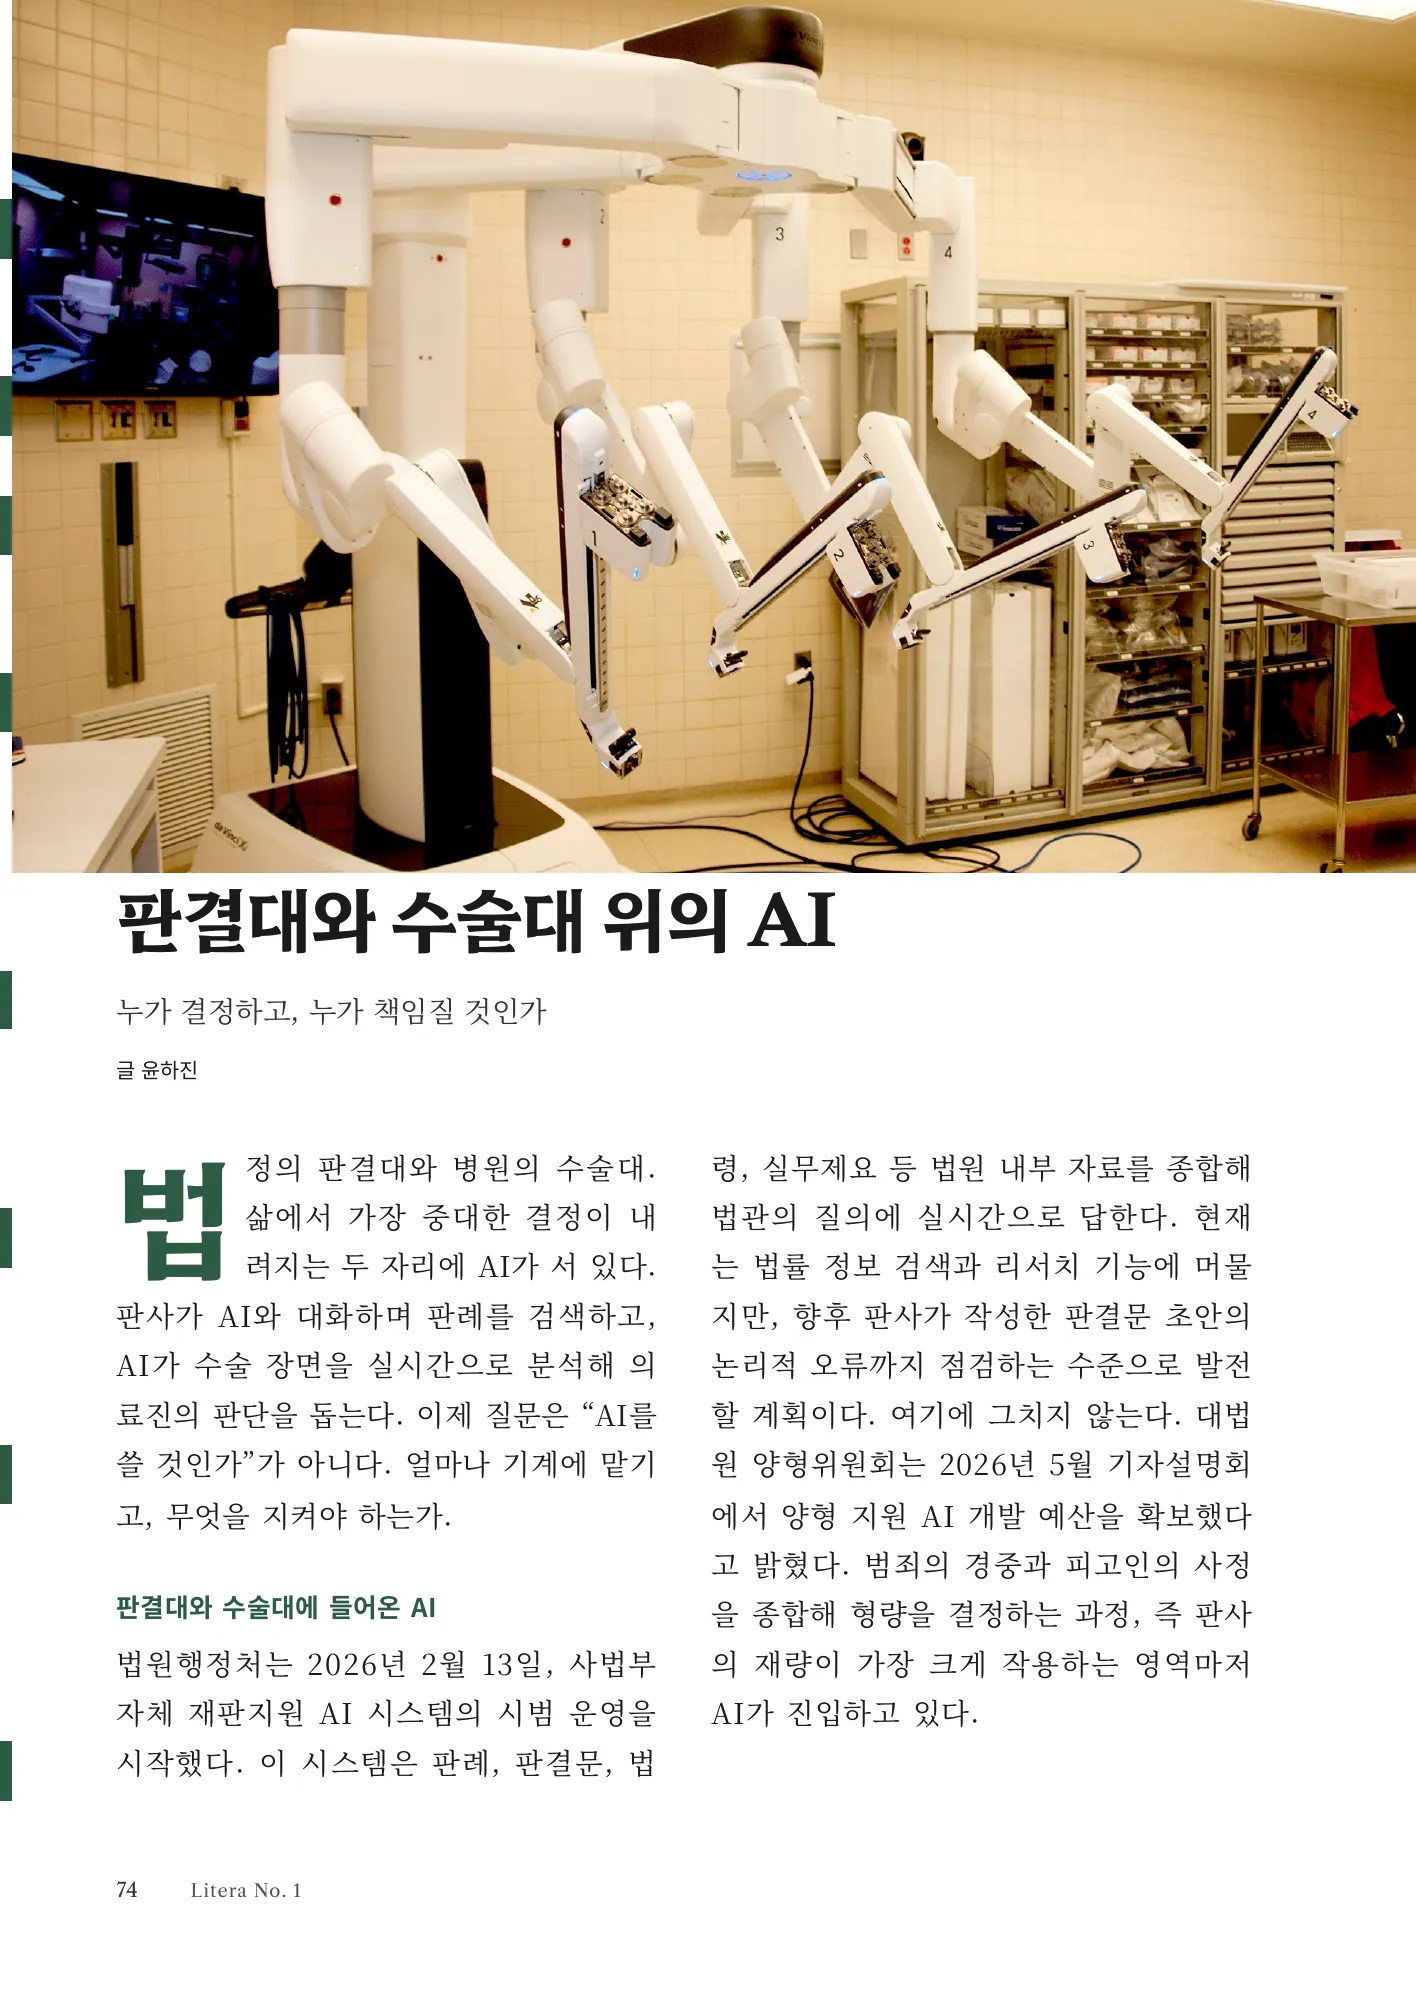 da Vinci
2
3
4
1
2
3
4
da Vinci Xi
판결대와 수술대 위의 AI
누가 결정하고, 누가 책임질 것인가
글 윤하진
법정의 판결대와 병원의 수술대.
삶에서 가장 중대한 결정이 내
려지는 두 자리에 AI가 서 있다.
판사가 AI와 대화하며 판례를 검색하고,
AI가 수술 장면을 실시간으로 분석해 의
료진의 판단을 돕는다. 이제 질문은 “AI를
쓸 것인가”가 아니다. 얼마나 기계에 맡기
고, 무엇을 지켜야 하는가.
판결대와 수술대에 들어온 AI
법원행정처는 2026년 2월 13일, 사법부
자체 재판지원 AI 시스템의 시범 운영을
시작했다. 이 시스템은 판례, 판결문, 법
령, 실무제요 등 법원 내부 자료를 종합해
법관의 질의에 실시간으로 답한다. 현재
는 법률 정보 검색과 리서치 기능에 머물
지만, 향후 판사가 작성한 판결문 초안의
논리적 오류까지 점검하는 수준으로 발전
할 계획이다. 여기에 그치지 않는다. 대법
원 양형위원회는 2026년 5월 기자설명회
에서 양형 지원 AI 개발 예산을 확보했다
고 밝혔다. 범죄의 경중과 피고인의 사정
을 종합해 형량을 결정하는 과정, 즉 판사
의 재량이 가장 크게 작용하는 영역마저
AI가 진입하고 있다.
74 Litera No. 1